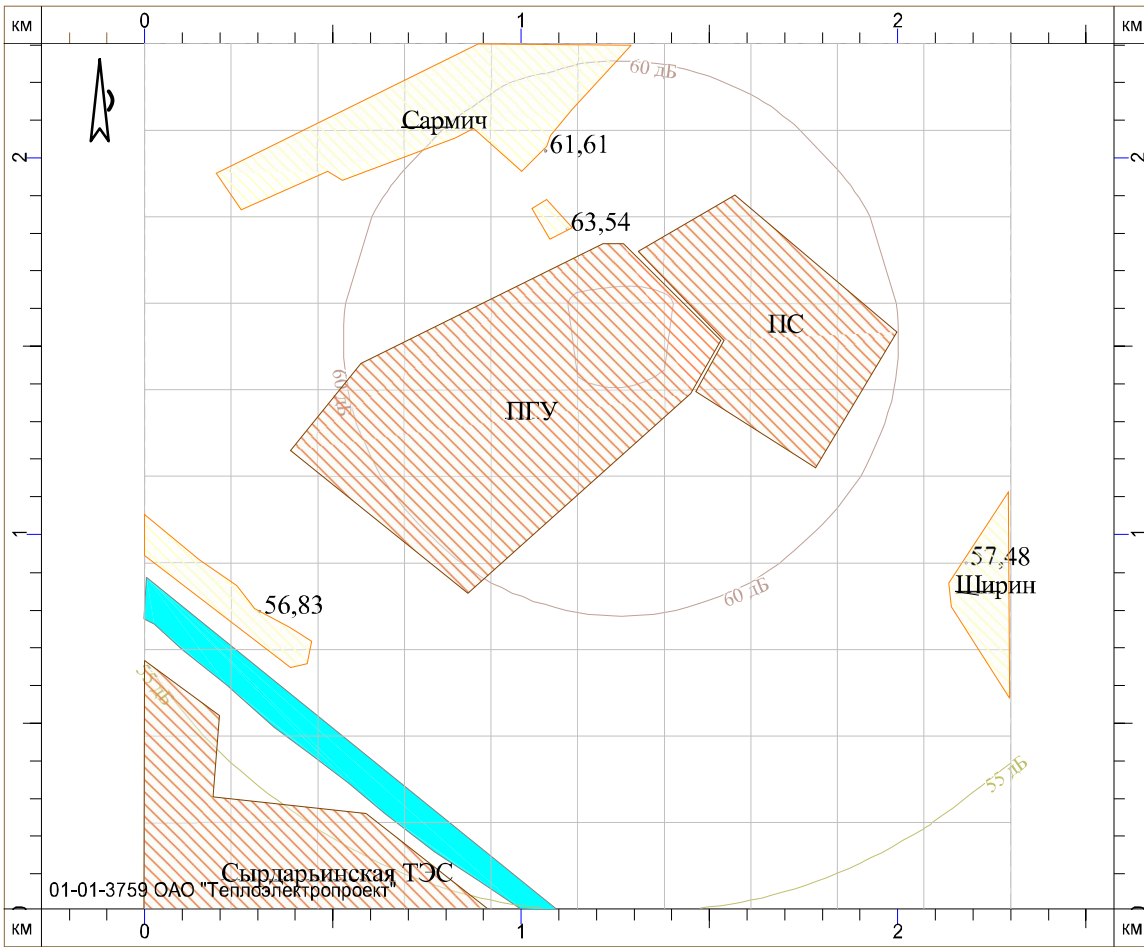 км 0 1 2 км
60 дБ
Сармич
61,61
2 2
63,54
ПС
60 дБ
ПГУ
1 1
57,48
Ширин
60 дБ
56,83
55 дБ
55 дБ
Сырдарьинская ТЭС
01-01-3759 ОАО "Теплоэлектропроект"
0 0
км 0 1 2 км